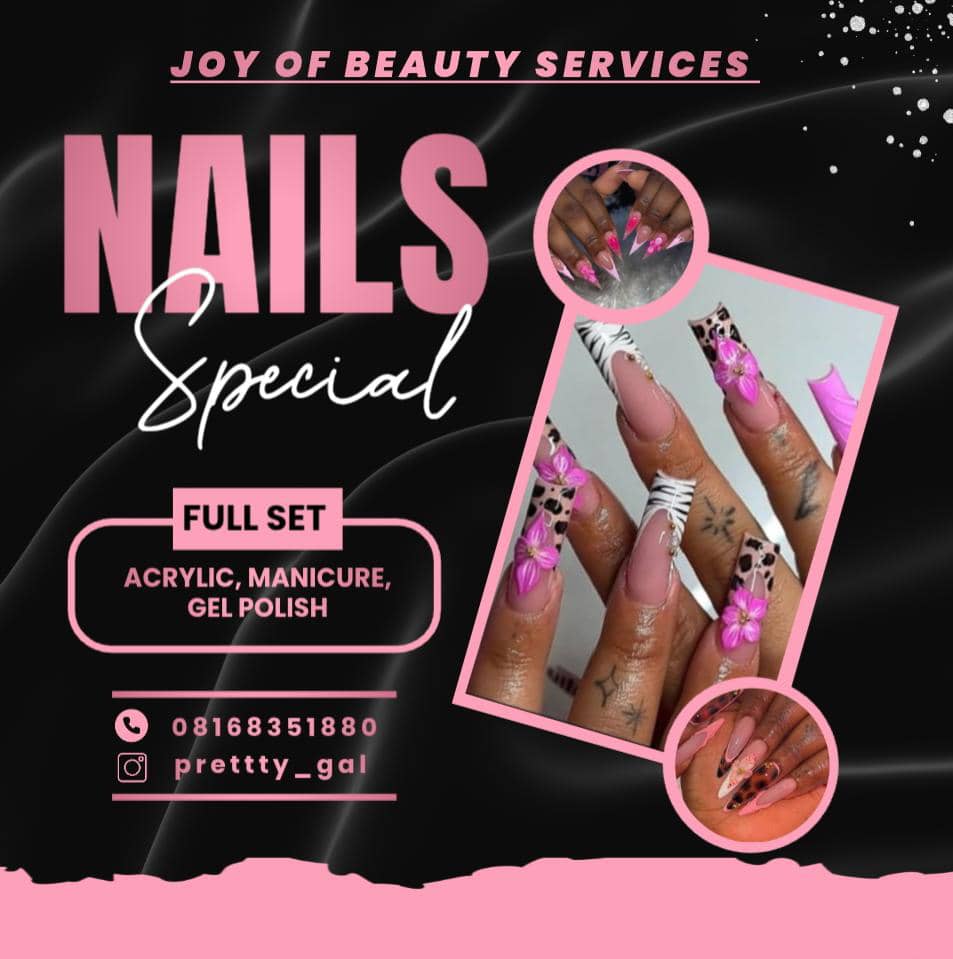 JOY OF BEAUTY SERVICES
NAILS
Special
FULL SET
ACRYLIC, MANICURE,
GEL POLISH
08168351880
prettty_gal